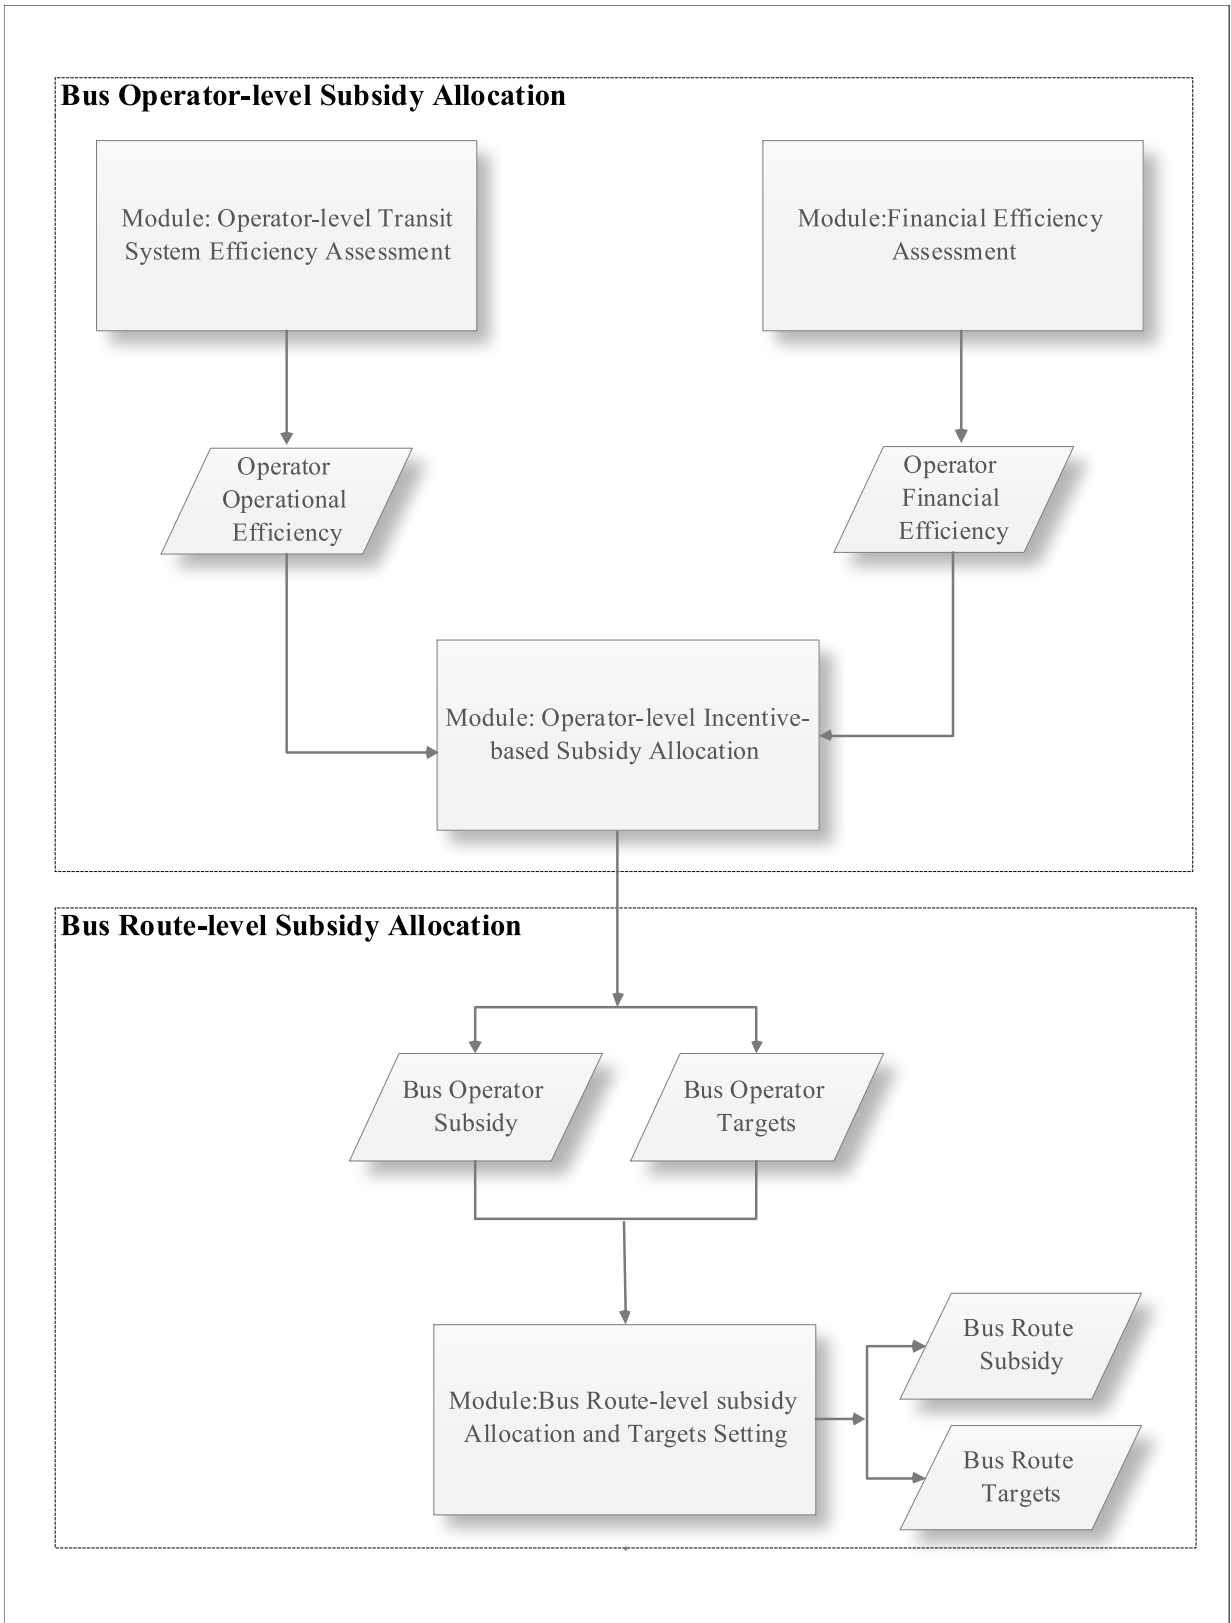 Bus Operator-level Subsidy Allocation
Module: Operator-level Transit
System Efficiency Assessment
Module:Financial Efficiency
Assessment
Operator
Operational
Efficiency
Operator
Financial
Efficiency
Module: Operator-level Incentive-
based Subsidy Allocation
Bus Route-level Subsidy Allocation
Bus Operator
Subsidy
Bus Operator
Targets
Module:Bus Route-level subsidy
Allocation and Targets Setting
Bus Route
Subsidy
Bus Route
Targets